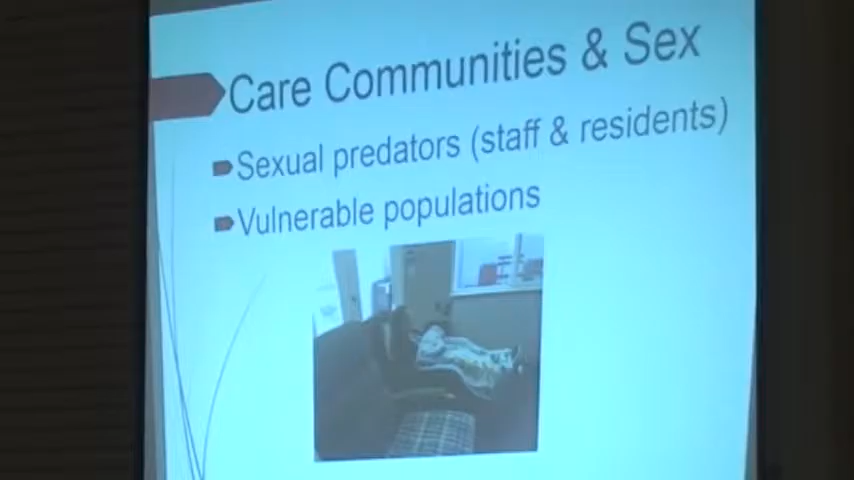 Care Communities & Sex
Sexual predators (staff & residents)
Vulnerable populations